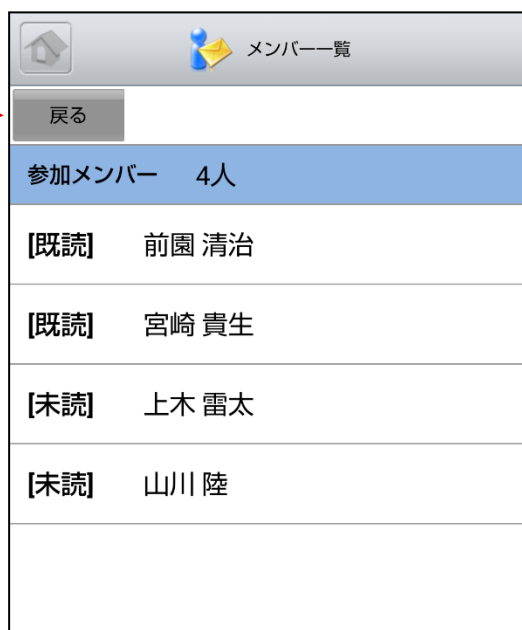 メンバー一覧
戻る
参加メンバー 4人
[既読] 前園 清治
[既読] 宮崎 貴生
[未読] 上木 雷太
[未読] 山川 陸